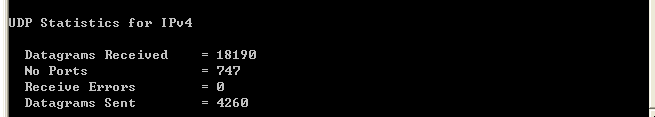 UDP Statistics for IPv4
Datagrams Received = 18190
No Ports = 747
Receive Errors = 0
Datagrams Sent = 4260